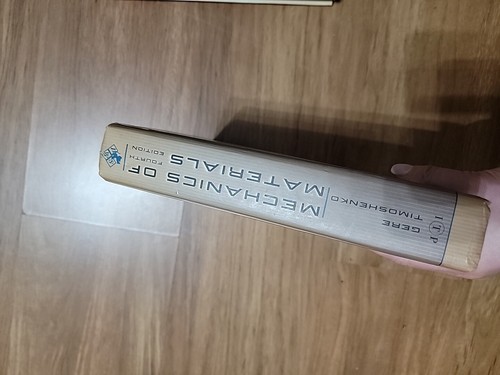 I T P
GERE
TIMOSHENKO
MECHANICS OF
MATERIALS
FOURTH
EDITION